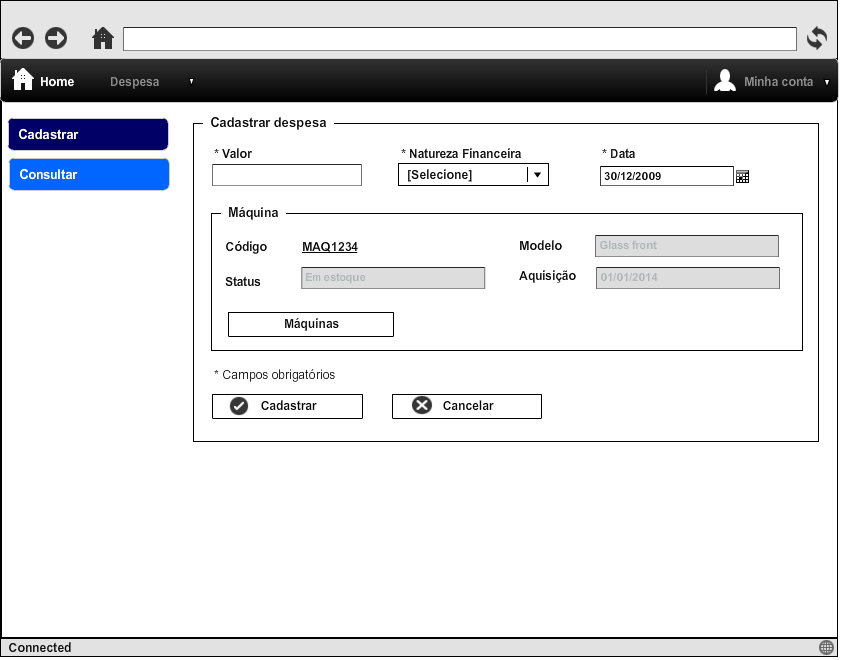 Home Despesa Minha conta
Cadastrar
Consultar
Cadastrar despesa
* Valor * Natureza Financeira * Data
[Selecione] 30/12/2009
Máquina
Código MAQ1234 Modelo Glass front
Status Em estoque Aquisição 01/01/2014
Máquinas
* Campos obrigatórios
Cadastrar Cancelar
Connected